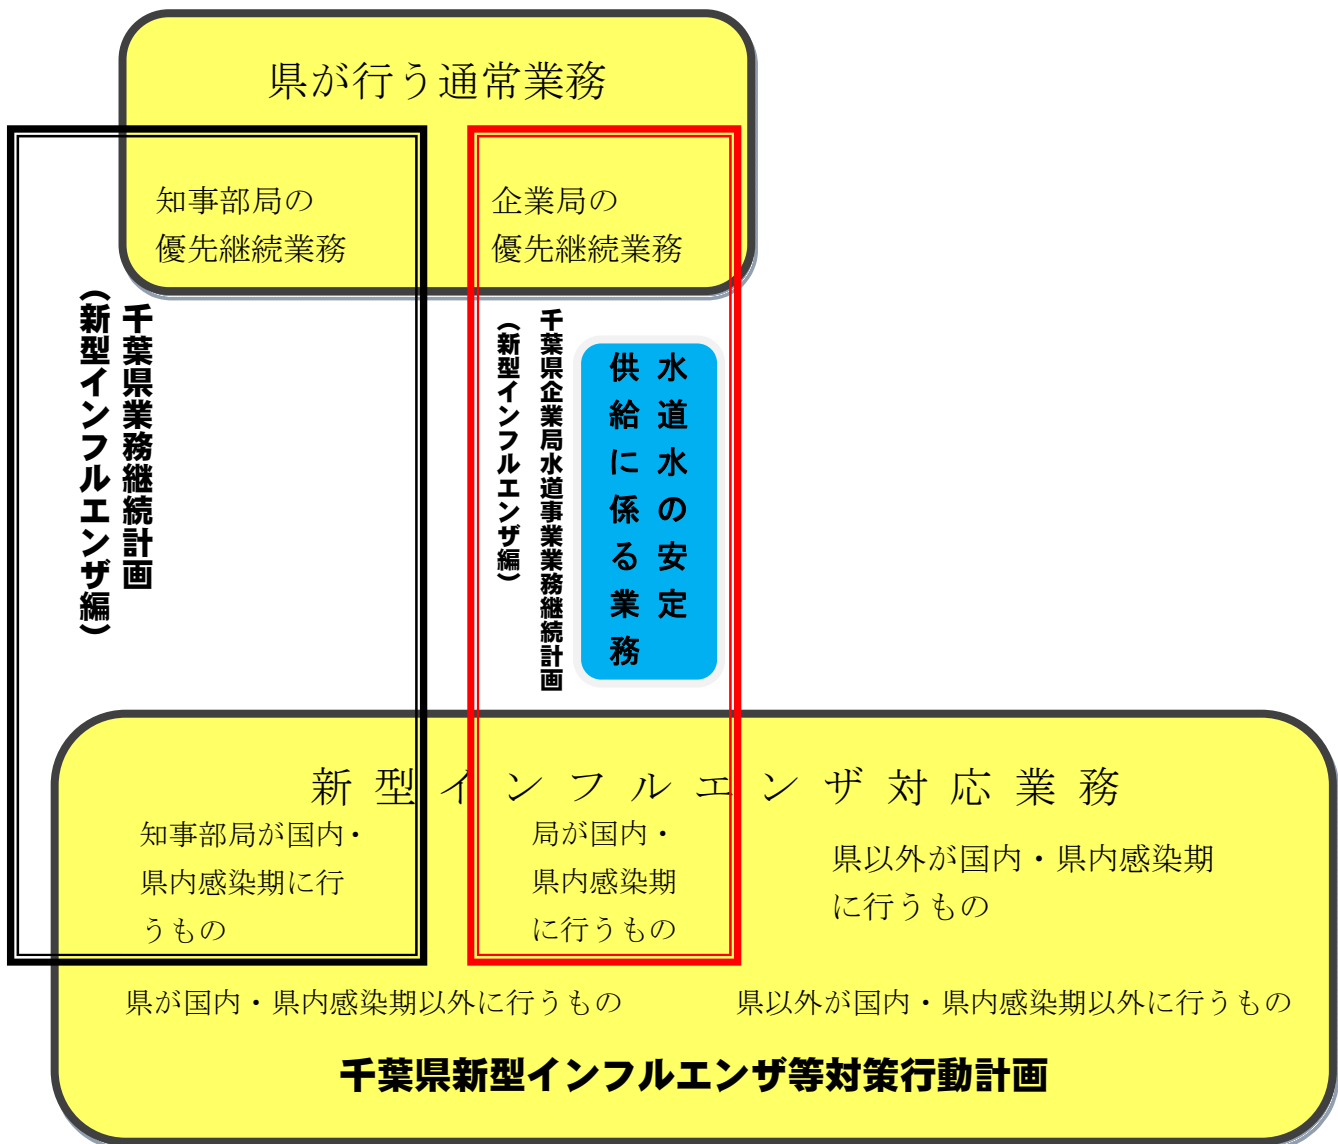 県が行う通常業務
知事部局の
優先継続業務
企業局の
優先継続業務
千葉県業務継続計画
（新型インフルエンザ編）
千葉県企業局水道事業業務継続計画
（新型インフルエンザ編）
水道水の安定
供給に係る業務
新型インフルエンザ対応業務
知事部局が国内・
県内感染期に行
うもの
局が国内・
県内感染期
に行うもの
県以外が国内・県内感染期
に行うもの
県が国内・県内感染期以外に行うもの
県以外が国内・県内感染期以外に行うもの
千葉県新型インフルエンザ等対策行動計画